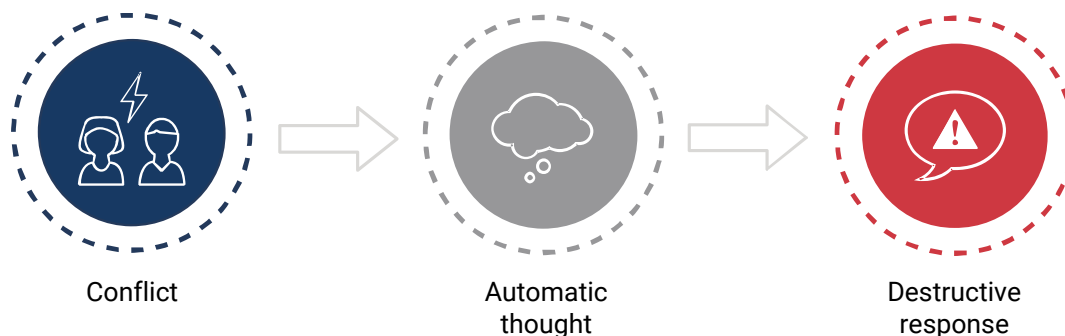 Conflict
Automatic
thought
Destructive
response